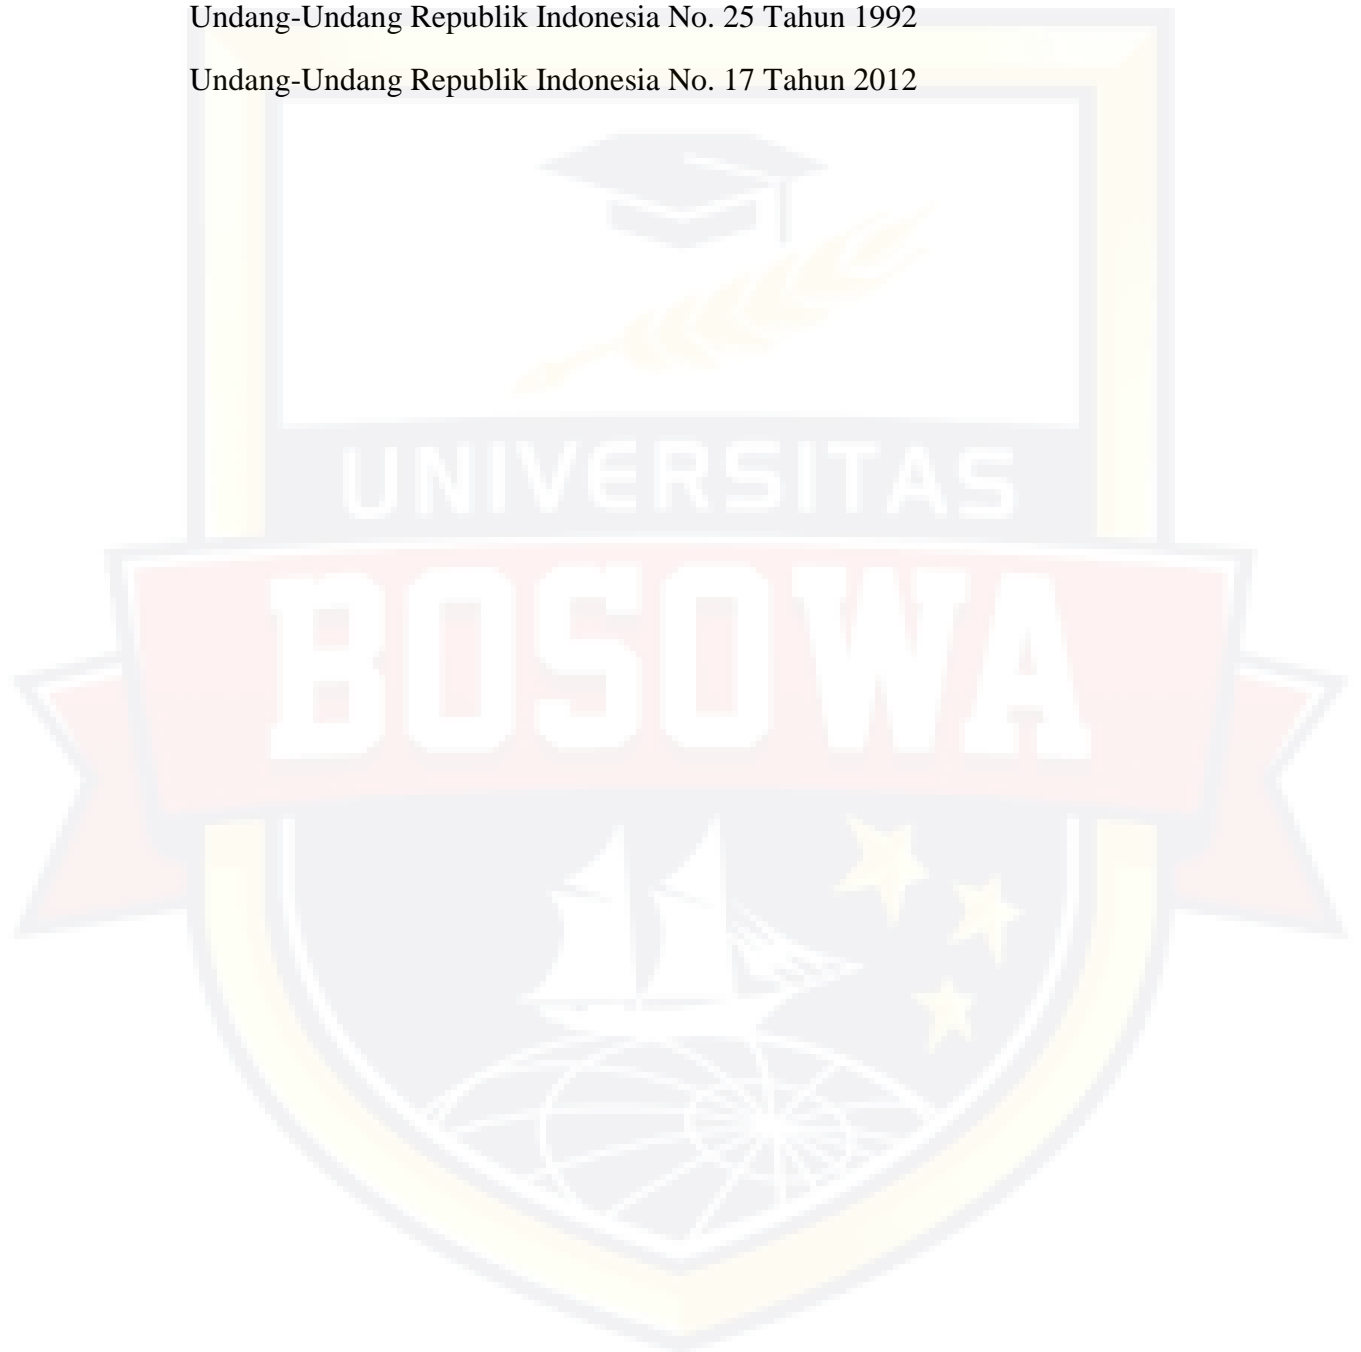 Undang-Undang Republik Indonesia No. 25 Tahun 1992
Undang-Undang Republik Indonesia No. 17 Tahun 2012
UNIVERSITAS
BOSOWA